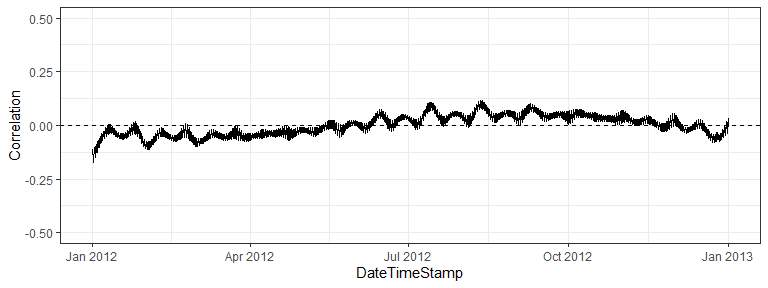 0.50
0.25
0.00
-0.25
-0.50
Correlation
Jan 2012
Apr 2012
Jul 2012
Oct 2012
Jan 2013
DateTimeStamp